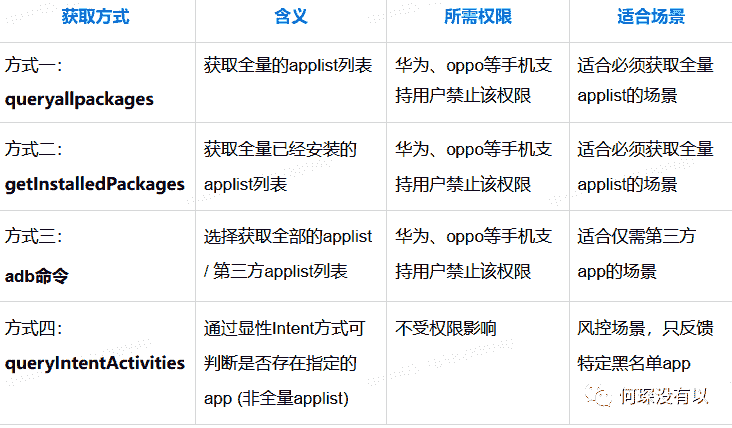 获取方式 含义 所需权限 适合场景
方式一： 获取全量的applist列表 华为、oppo等手机支 适合必须获取全量
queryallpackages 持用户禁止该权限 applist的场景
方式二： 获取全量已经安装的 华为、oppo等手机支 适合必须获取全量
getInstalledPackages applist列表 持用户禁止该权限 applist的场景
方式三： 选择获取全部的applist 华为、oppo等手机支 适合仅需第三方
adb命令 / 第三方applist列表 持用户禁止该权限 app的场景
方式四： 通过显性Intent方式可 不受权限影响 风控场景，只反馈
queryIntentActivities 判断是否存在指定的 特定黑名单app
app (非全量applist)
何琛没有以